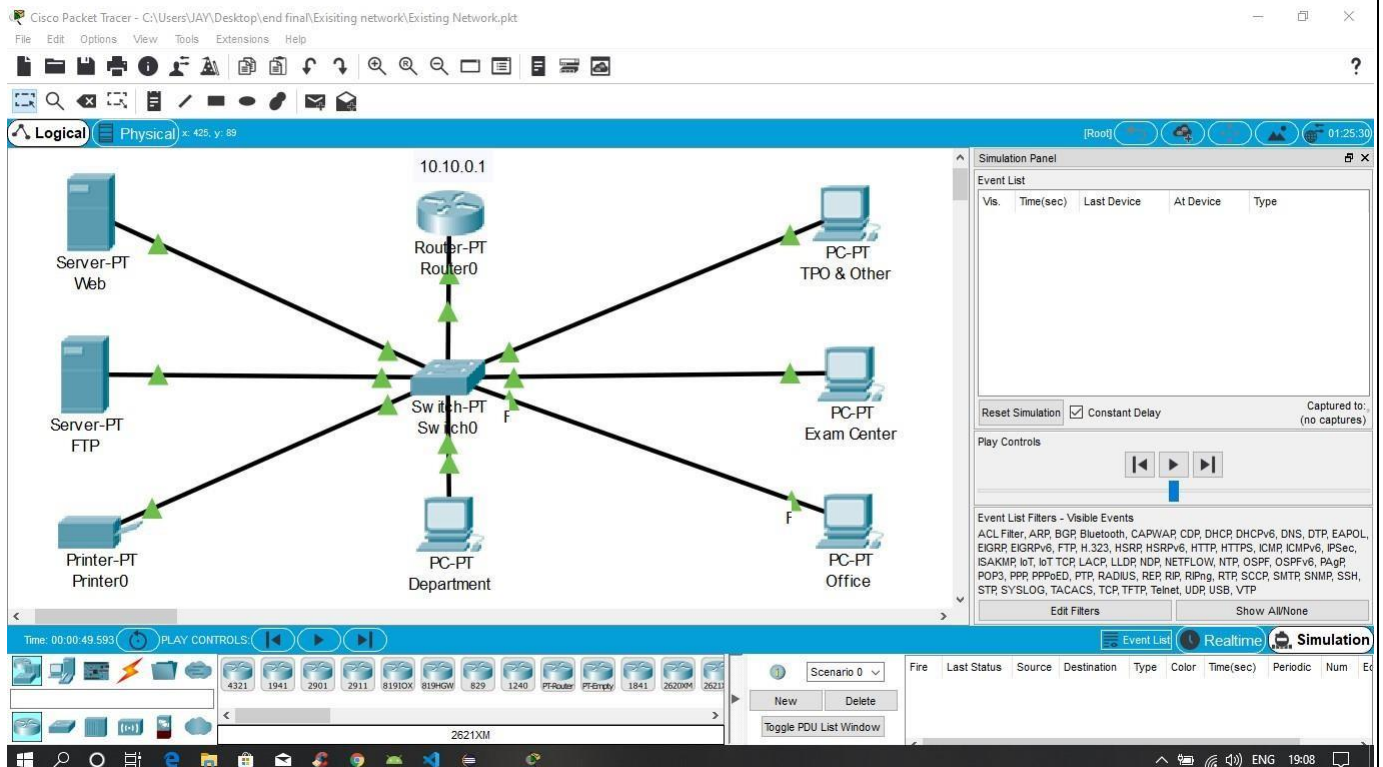 Cisco Packet Tracer - C:\Users\JAY\Desktop\end final\Exisiting network\Existing Network.pkt
File Edit Options View Tools Extensions Help
?
Logical Physical x: 425, y: 89 [Root] 01:25:30
10.10.0.1
Router-PT
Router0
Server-PT
Web
PC-PT
TPO & Other
Server-PT
FTP
Switch-PT
Switch0
F
PC-PT
Exam Center
Printer-PT
Printer0
PC-PT
Department
F
PC-PT
Office
Simulation Panel
Event List
Vis. Time(sec) Last Device At Device Type
Reset Simulation Constant Delay Captured to:
(no captures)
Play Controls
Event List Filters - Visible Events
ACL Filter, ARP, BGP, Bluetooth, CAPWAP, CDP, DHCP, DHCPv6, DNS, DTP, EAPOL,
EIGRP, EIGRPv6, FTP, H.323, HSRP, HSRPv6, HTTP, HTTPS, ICMP, ICMPv6, IPSec,
ISAKMP, IoT, IoT TCP, LACP, LLDP, NDP, NETFLOW, NTP, OSPF, OSPFv6, PAgP,
POP3, PPP, PPPoED, PTP, RADIUS, REP, RIP, RIPng, RTP, SCCP, SMTP, SNMP, SSH,
STP, SYSLOG, TACACS, TCP, TFTP, Telnet, UDP, USB, VTP
Edit Filters Show All/None
Time: 00:00:49.593 PLAY CONTROLS: Event List Realtime Simulation
4321 1941 2901 2911 819IOX 819HGW 829 1240 PT-Router PT-Empty 1841 2620XM 2621
2621XM
Scenario 0
New Delete
Toggle PDU List Window
Fire Last Status Source Destination Type Color Time(sec) Periodic Num Ed
ENG 19:08